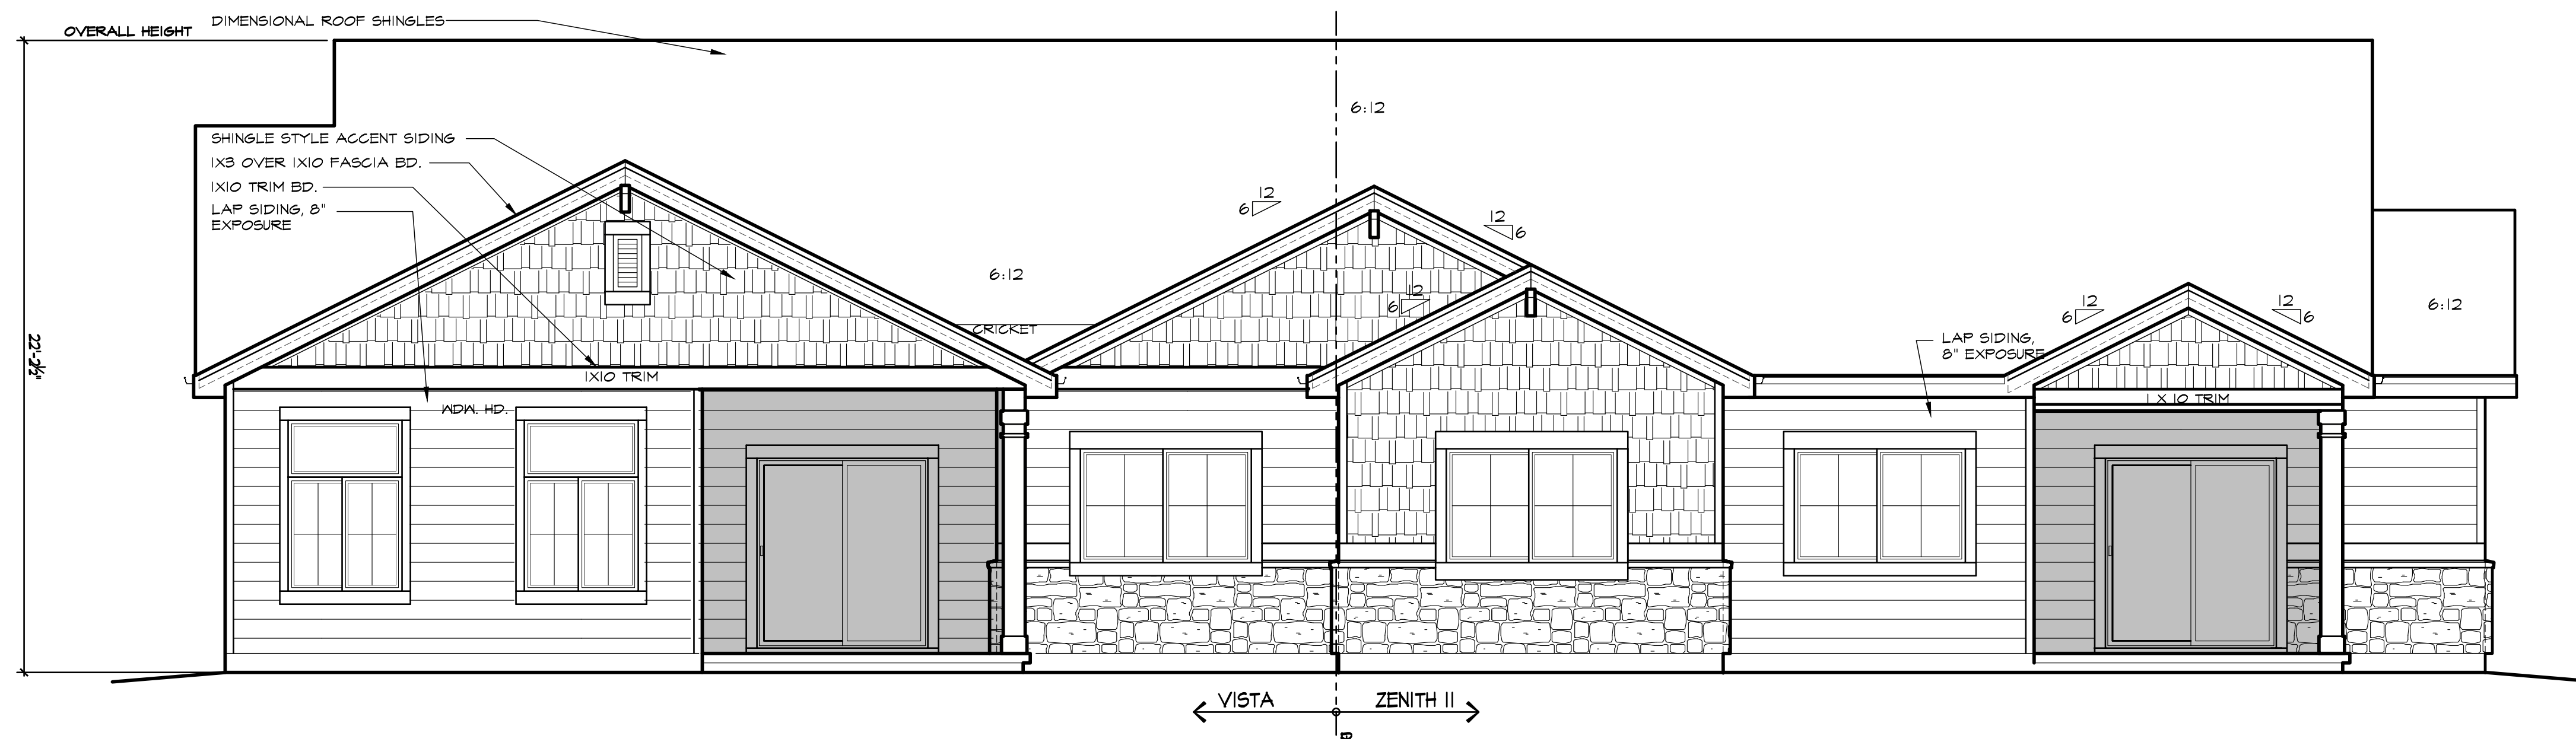 DIMENSIONAL ROOF SHINGLES
OVERALL HEIGHT
6:12
SHINGLE STYLE ACCENT SIDING
1X3 OVER 1X10 FASCIA BD.
1X10 TRIM BD.
LAP SIDING, 8"
EXPOSURE
12
6
12
6
6:12
12
6
12
6
12
6
6:12
CRICKET
LAP SIDING,
8" EXPOSURE
22'-2½"
1X10 TRIM
1 X 10 TRIM
WDW. HD.
VISTA
ZENITH II